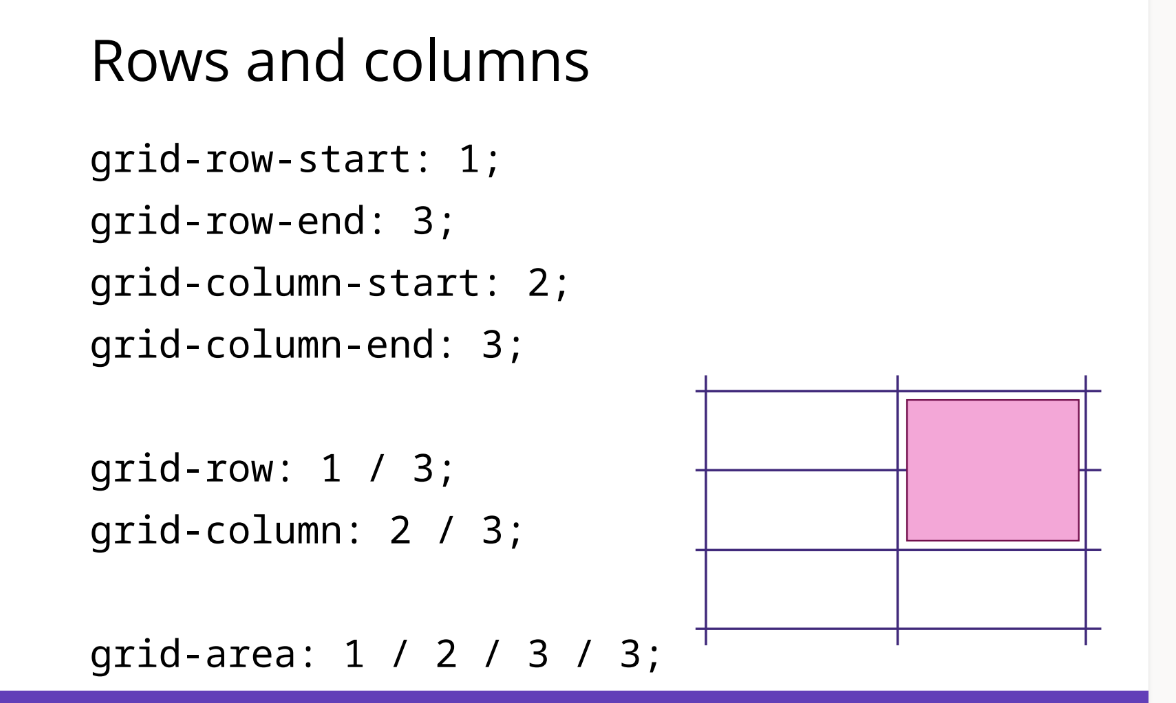 Rows and columns
grid-row-start: 1;
grid-row-end: 3;
grid-column-start: 2;
grid-column-end: 3;
grid-row: 1 / 3;
grid-column: 2 / 3;
grid-area: 1 / 2 / 3 / 3;